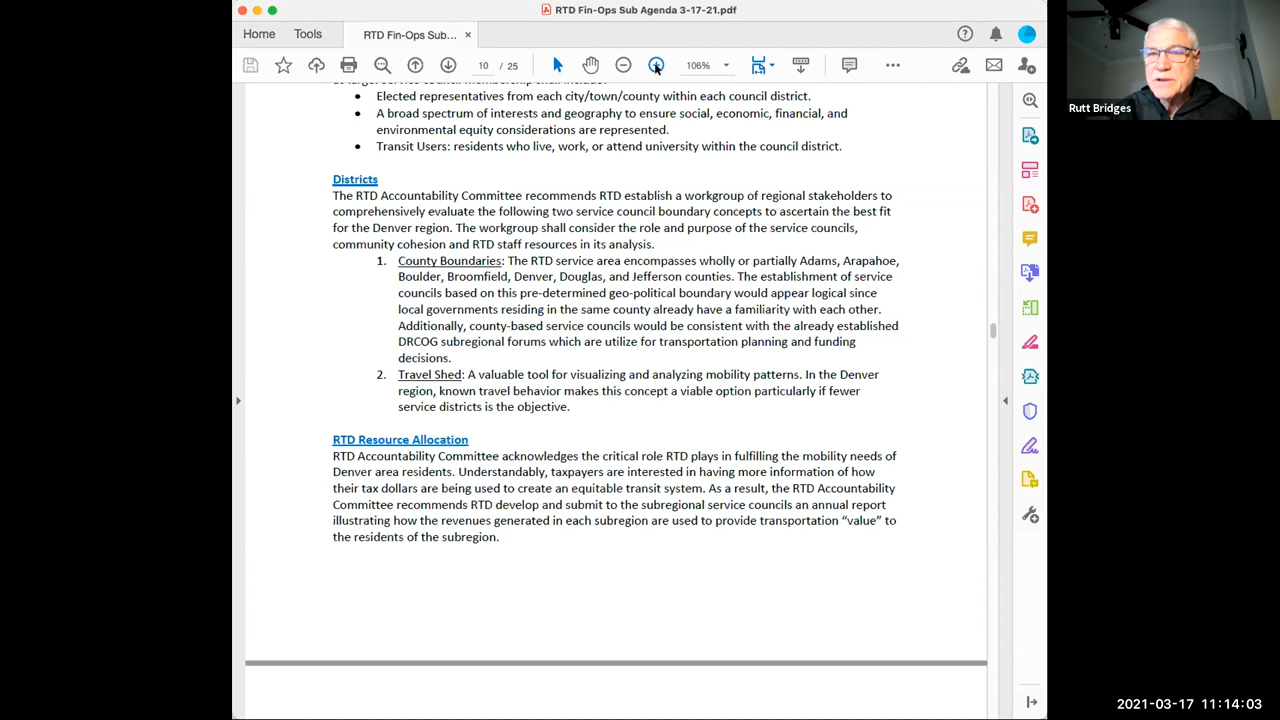 RTD Fin-Ops Sub Agenda 3-17-21.pdf
Home Tools RTD Fin-Ops Sub... ×
10 / 25 106%
Elected representatives from each city/town/county within each council district.
A broad spectrum of interests and geography to ensure social, economic, financial, and
environmental equity considerations are represented.
Transit Users: residents who live, work, or attend university within the council district.
Districts
The RTD Accountability Committee recommends RTD establish a workgroup of regional stakeholders to
comprehensively evaluate the following two service council boundary concepts to ascertain the best fit
for the Denver region. The workgroup shall consider the role and purpose of the service councils,
community cohesion and RTD staff resources in its analysis.
1. County Boundaries: The RTD service area encompasses wholly or partially Adams, Arapahoe,
Boulder, Broomfield, Denver, Douglas, and Jefferson counties. The establishment of service
councils based on this pre-determined geo-political boundary would appear logical since
local governments residing in the same county already have a familiarity with each other.
Additionally, county-based service councils would be consistent with the already established
DRCOG subregional forums which are utilize for transportation planning and funding
decisions.
2. Travel Shed: A valuable tool for visualizing and analyzing mobility patterns. In the Denver
region, known travel behavior makes this concept a viable option particularly if fewer
service districts is the objective.
RTD Resource Allocation
RTD Accountability Committee acknowledges the critical role RTD plays in fulfilling the mobility needs of
Denver area residents. Understandably, taxpayers are interested in having more information of how
their tax dollars are being used to create an equitable transit system. As a result, the RTD Accountability
Committee recommends RTD develop and submit to the subregional service councils an annual report
illustrating how the revenues generated in each subregion are used to provide transportation “value” to
the residents of the subregion.
Rutt Bridges
2021-03-17 11:14:03